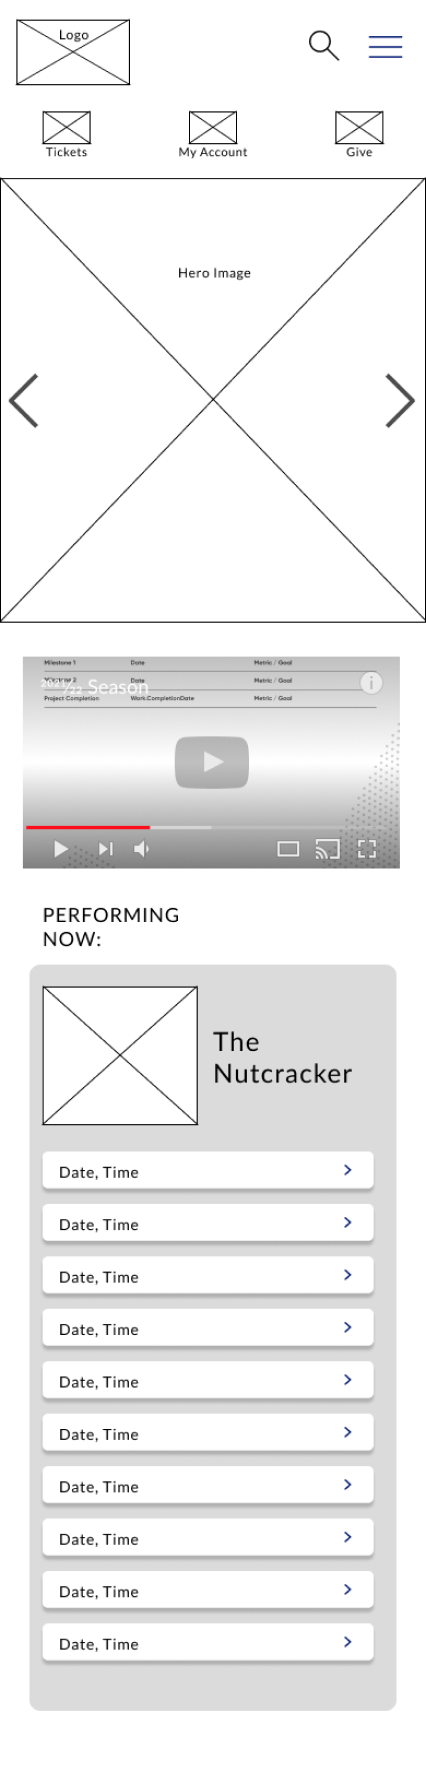 Logo
Tickets
My Account
Give
Hero Image
Milestone 1 Date Metric / Goal
Milestone 2 Date Metric / Goal
2021/22 Season
Project Completion Work.CompletionDate Metric / Goal
PERFORMING
NOW:
The
Nutcracker
Date, Time
Date, Time
Date, Time
Date, Time
Date, Time
Date, Time
Date, Time
Date, Time
Date, Time
Date, Time